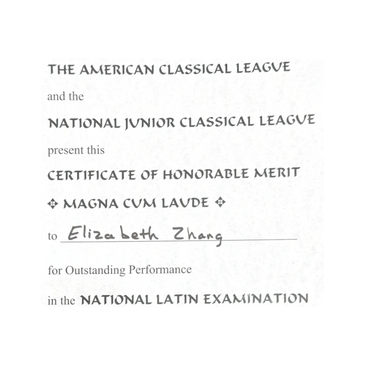 THE AMERICAN CLASSICAL LEAGUE
and the
NATIONAL JUNIOR CLASSICAL LEAGUE
present this
CERTIFICATE OF HONORABLE MERIT
✥ MAGNA CUM LAUDE ✥
to Elizabeth Zhang
for Outstanding Performance
in the NATIONAL LATIN EXAMINATION